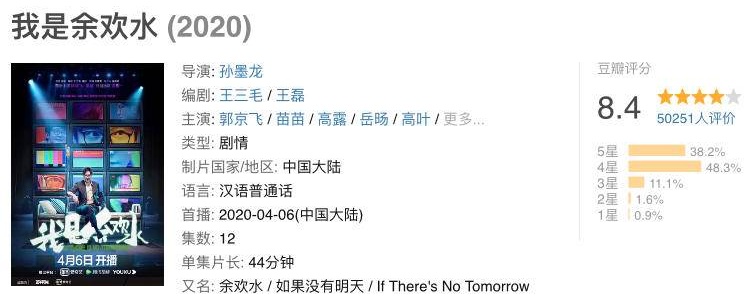 我是余欢水 (2020)
导演: 孙墨龙
编剧: 王三毛 / 王磊
主演: 郭京飞 / 苗苗 / 高露 / 岳旸 / 高叶 / 更多...
类型: 剧情
制片国家/地区: 中国大陆
语言: 汉语普通话
首播: 2020-04-06(中国大陆)
集数: 12
单集片长: 44分钟
又名: 余欢水 / 如果没有明天 / If There's No Tomorrow
豆瓣评分
8.4
50251人评价
5星 38.2%
4星 48.3%
3星 11.1%
2星 1.6%
1星 0.9%
我是余欢水
4月6日 开播
YOUKU